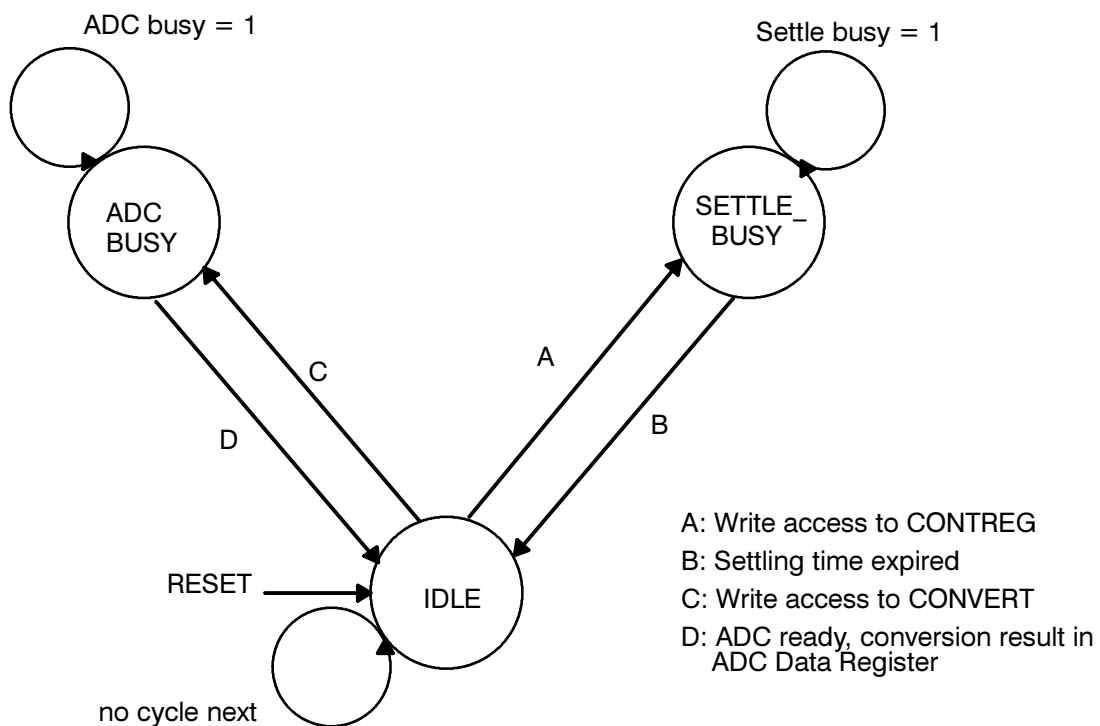 ADC busy = 1
Settle busy = 1
ADC
BUSY
SETTLE_
BUSY
C
A
D
B
RESET
IDLE
no cycle next
A: Write access to CONTREG
B: Settling time expired
C: Write access to CONVERT
D: ADC ready, conversion result in
ADC Data Register